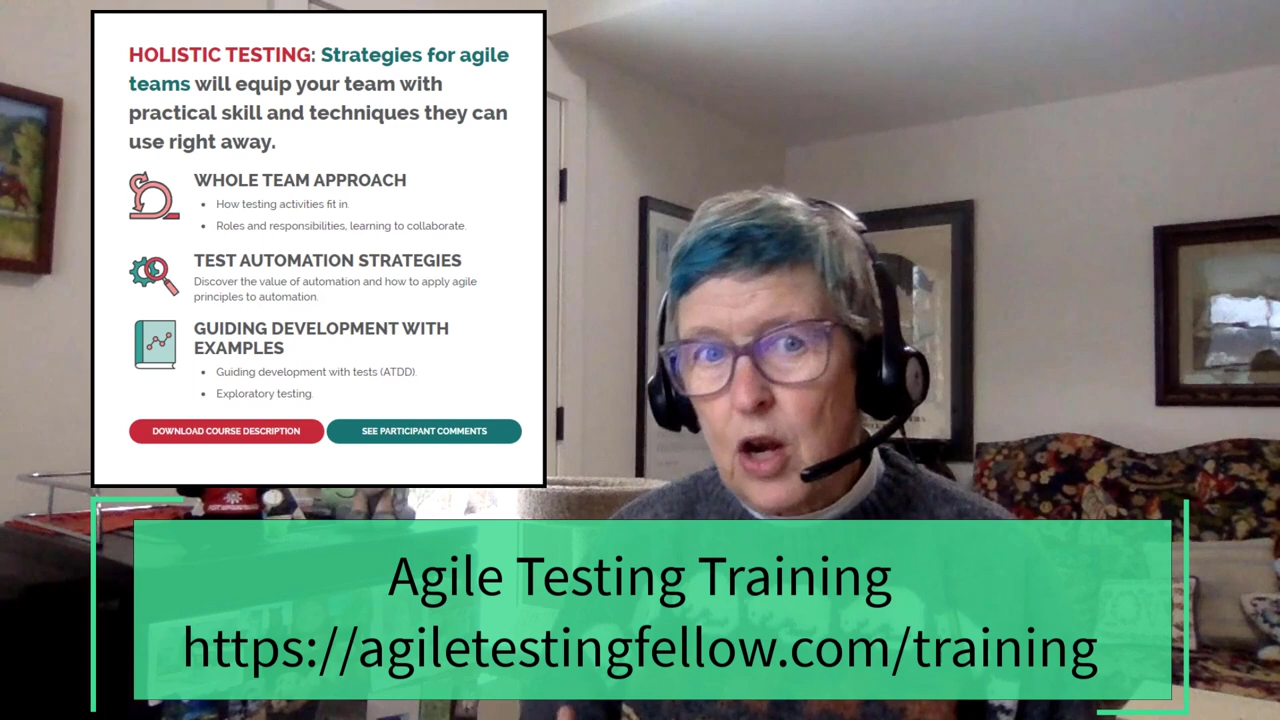 HOLISTIC TESTING: Strategies for agile
teams will equip your team with
practical skill and techniques they can
use right away.
WHOLE TEAM APPROACH
• How testing activities fit in.
• Roles and responsibilities, learning to collaborate.
TEST AUTOMATION STRATEGIES
Discover the value of automation and how to apply agile
principles to automation.
GUIDING DEVELOPMENT WITH
EXAMPLES
• Guiding development with tests (ATDD).
• Exploratory testing.
DOWNLOAD COURSE DESCRIPTION
SEE PARTICIPANT COMMENTS
Agile Testing Training
https://agiletestingfellow.com/training